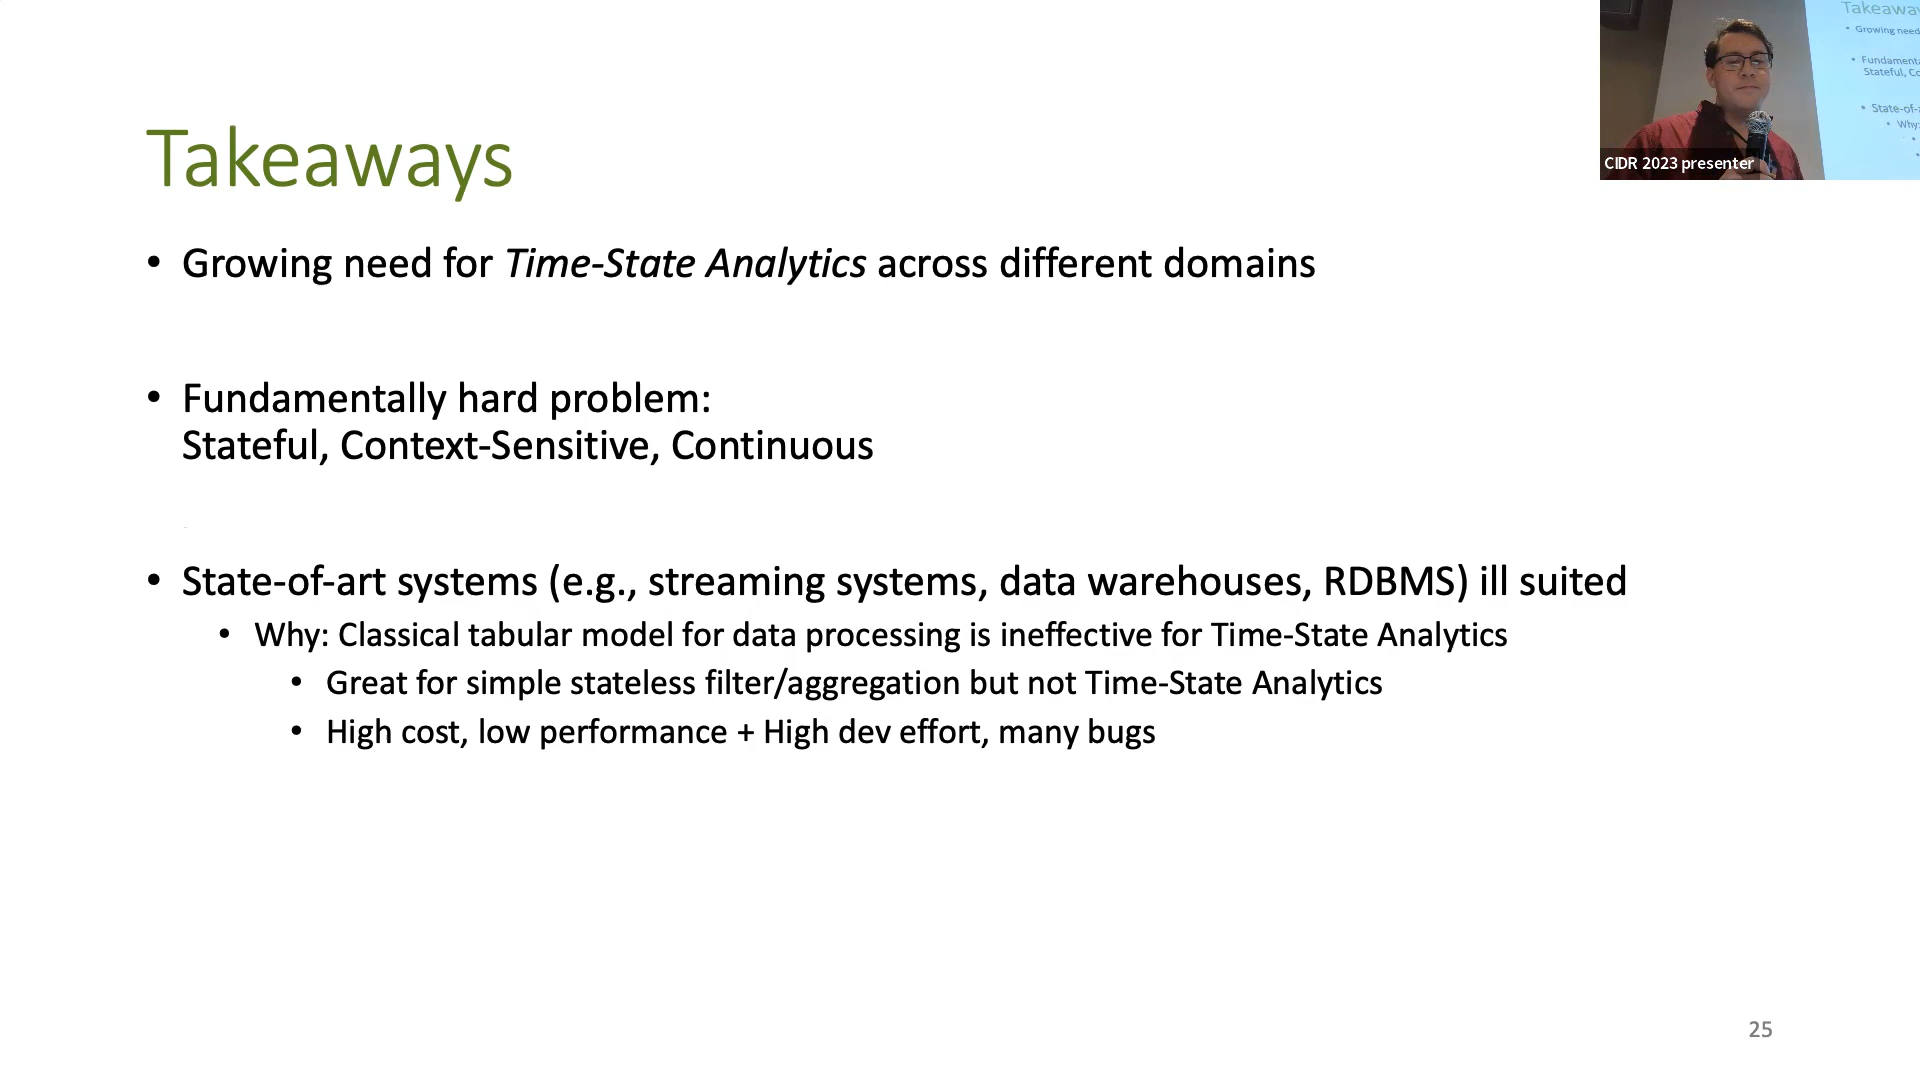 Takeaways
• Growing need for Time-State Analytics across different domains
• Fundamentally hard problem:
Stateful, Context-Sensitive, Continuous
• State-of-art systems (e.g., streaming systems, data warehouses, RDBMS) ill suited
• Why: Classical tabular model for data processing is ineffective for Time-State Analytics
• Great for simple stateless filter/aggregation but not Time-State Analytics
• High cost, low performance + High dev effort, many bugs
25
CIDR 2023 presenter
• Growing need
Stateful,
• Why: